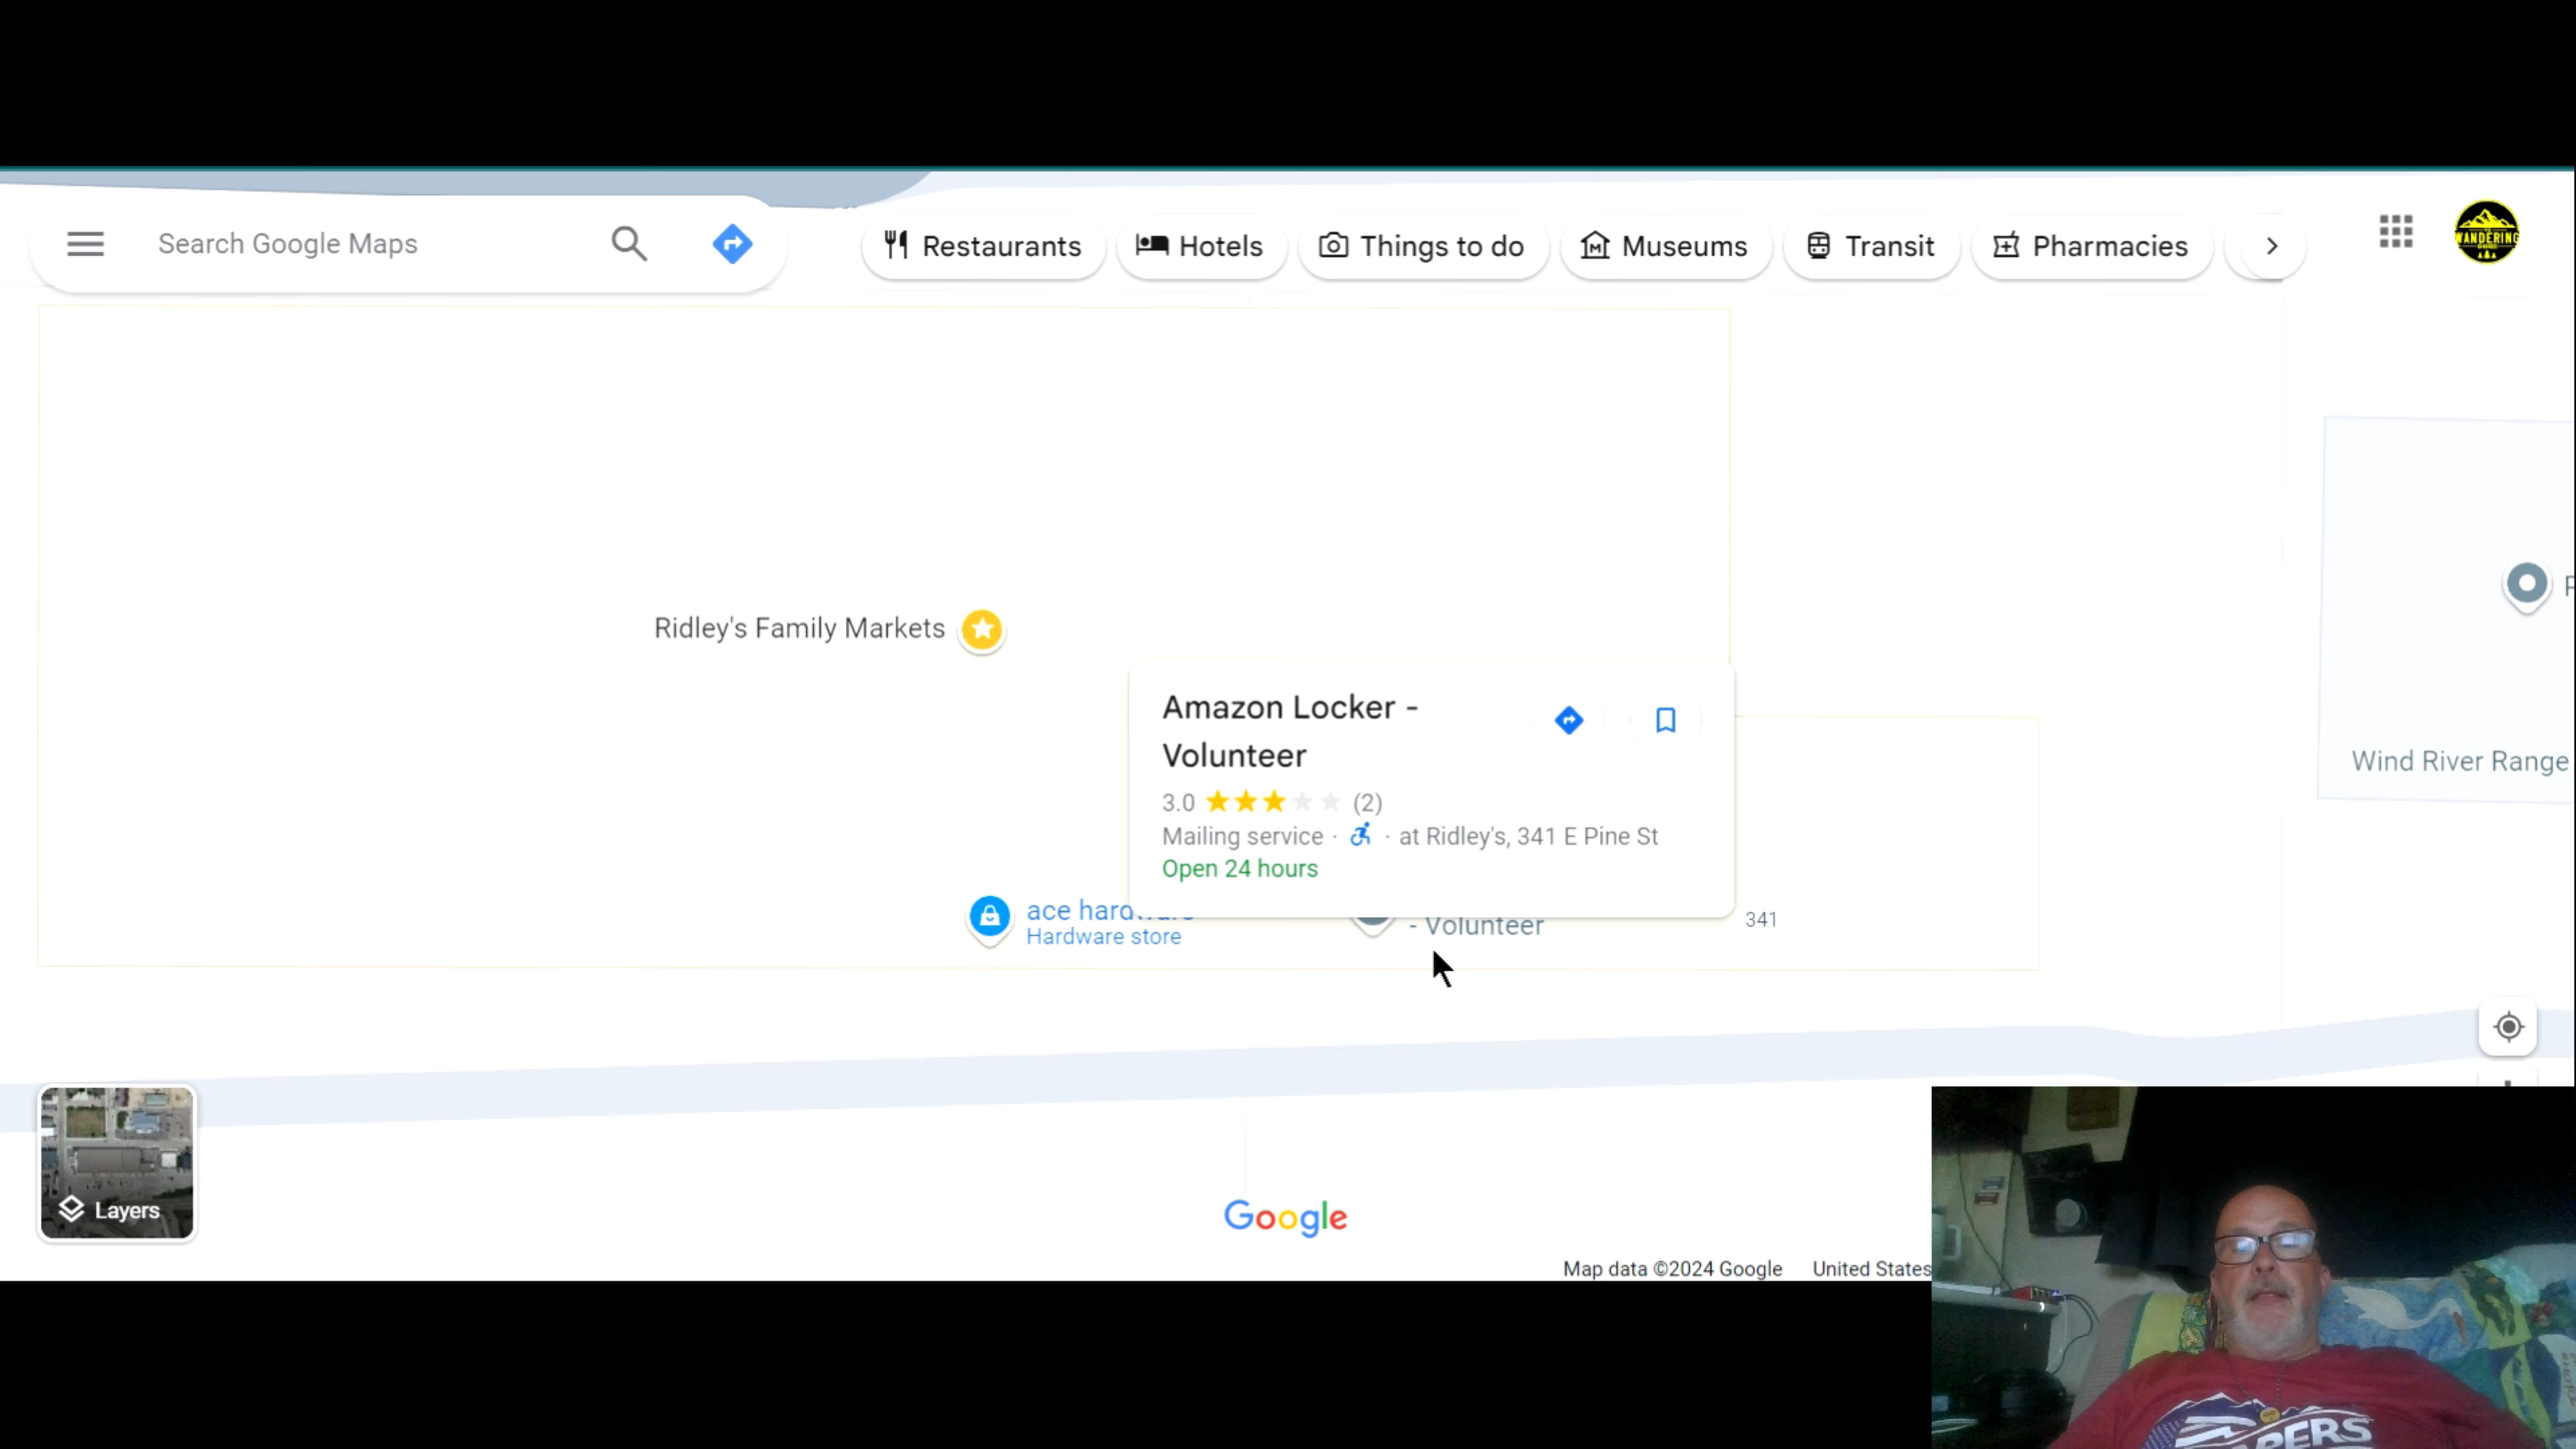 Search Google Maps
Restaurants
Hotels
Things to do
Museums
Transit
Pharmacies
WANDERING
Ridley's Family Markets
Amazon Locker -
Volunteer
3.0 (2)
Mailing service · · at Ridley's, 341 E Pine St
Open 24 hours
Wind River Range
ace
Hardware store
- Volunteer
341
Layers
Google
Map data ©2024 Google United States